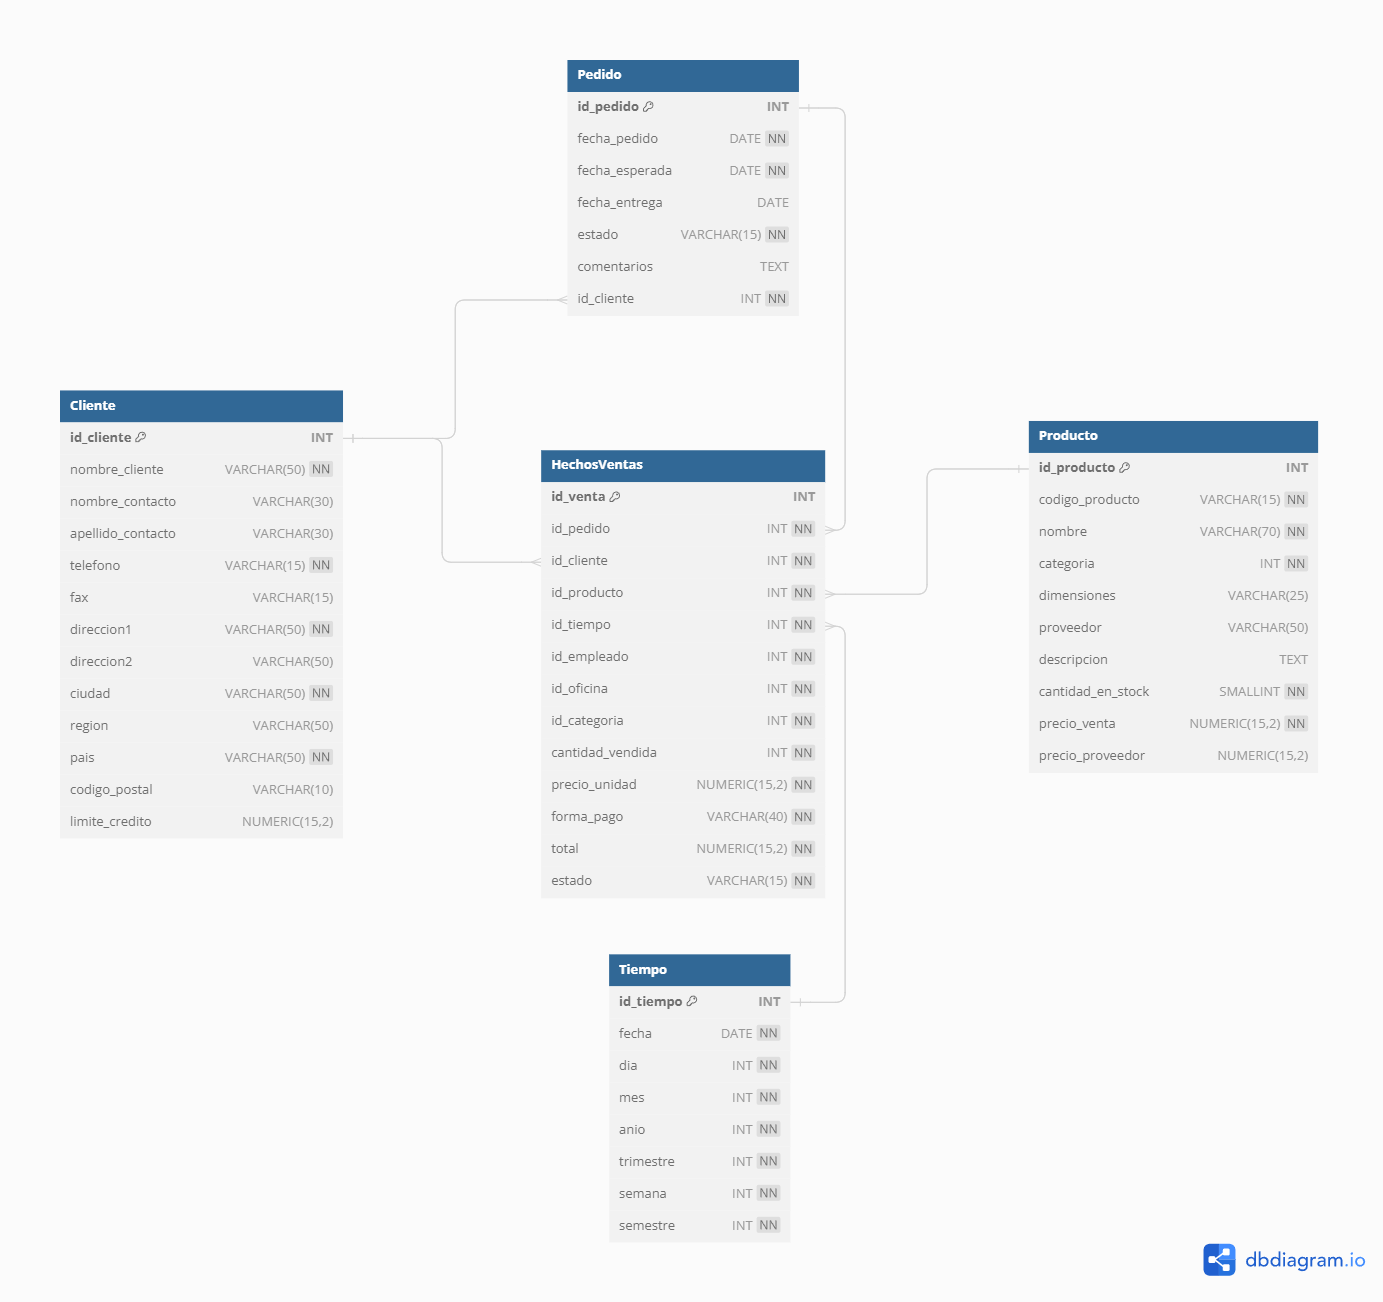 Pedido
id_pedido INT
fecha_pedido DATE NN
fecha_esperada DATE NN
fecha_entrega DATE
estado VARCHAR(15) NN
comentarios TEXT
id_cliente INT NN
Cliente
id_cliente INT
nombre_cliente VARCHAR(50) NN
nombre_contacto VARCHAR(30)
apellido_contacto VARCHAR(30)
telefono VARCHAR(15) NN
fax VARCHAR(15)
direccion1 VARCHAR(50) NN
direccion2 VARCHAR(50)
ciudad VARCHAR(50) NN
region VARCHAR(50)
pais VARCHAR(50) NN
codigo_postal VARCHAR(10)
limite_credito NUMERIC(15,2)
HechosVentas
id_venta INT
id_pedido INT NN
id_cliente INT NN
id_producto INT NN
id_tiempo INT NN
id_empleado INT NN
id_oficina INT NN
id_categoria INT NN
cantidad_vendida INT NN
precio_unidad NUMERIC(15,2) NN
forma_pago VARCHAR(40) NN
total NUMERIC(15,2) NN
estado VARCHAR(15) NN
Producto
id_producto INT
codigo_producto VARCHAR(15) NN
nombre VARCHAR(70) NN
categoria INT NN
dimensiones VARCHAR(25)
proveedor VARCHAR(50)
descripcion TEXT
cantidad_en_stock SMALLINT NN
precio_venta NUMERIC(15,2) NN
precio_proveedor NUMERIC(15,2)
Tiempo
id_tiempo INT
fecha DATE NN
dia INT NN
mes INT NN
anio INT NN
trimestre INT NN
semana INT NN
semestre INT NN
dbdiagram.io